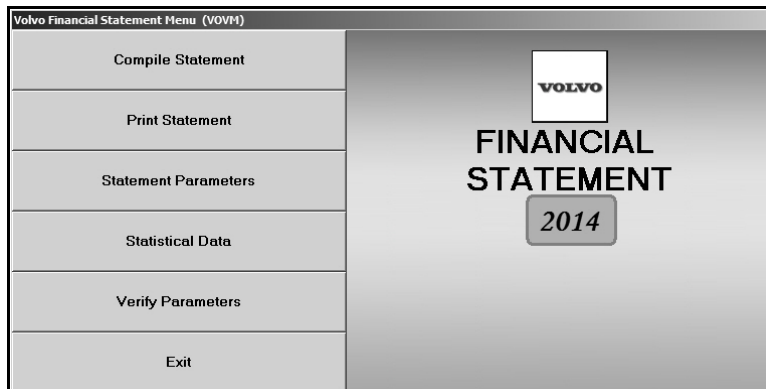 Volvo Financial Statement Menu (VOVM)
Compile Statement
Print Statement
Statement Parameters
Statistical Data
Verify Parameters
Exit
VOLVO
FINANCIAL
STATEMENT
2014